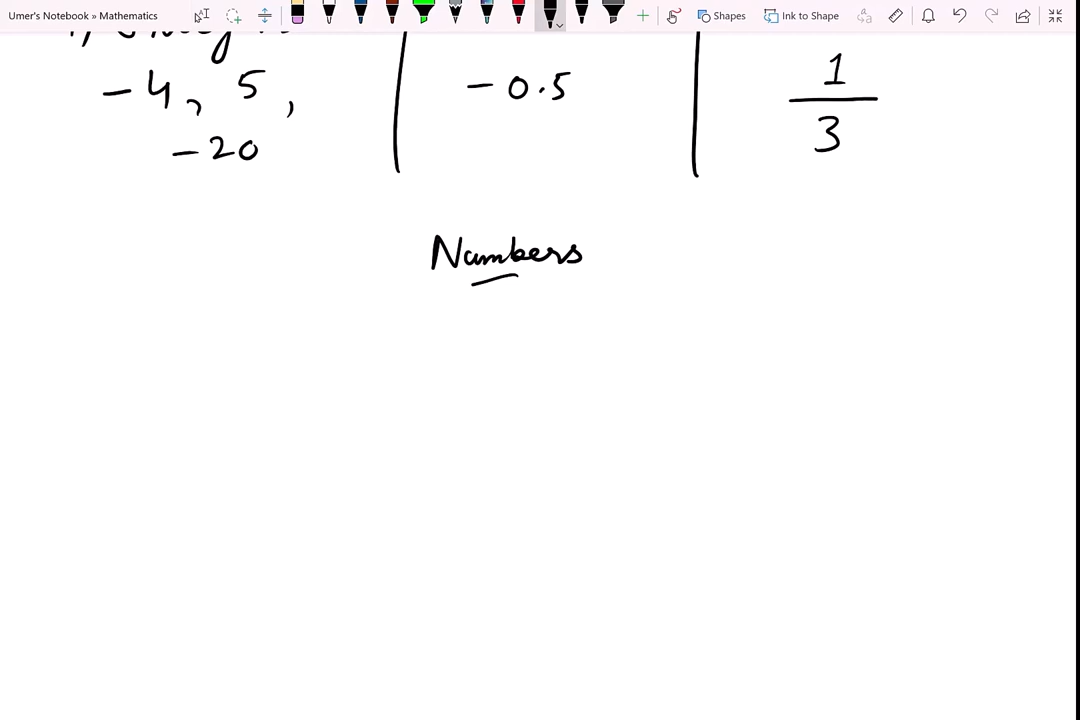 Umer's Notebook » Mathematics Shapes Ink to Shape
-4, 5, -0.5 1
-20 3
Numbers